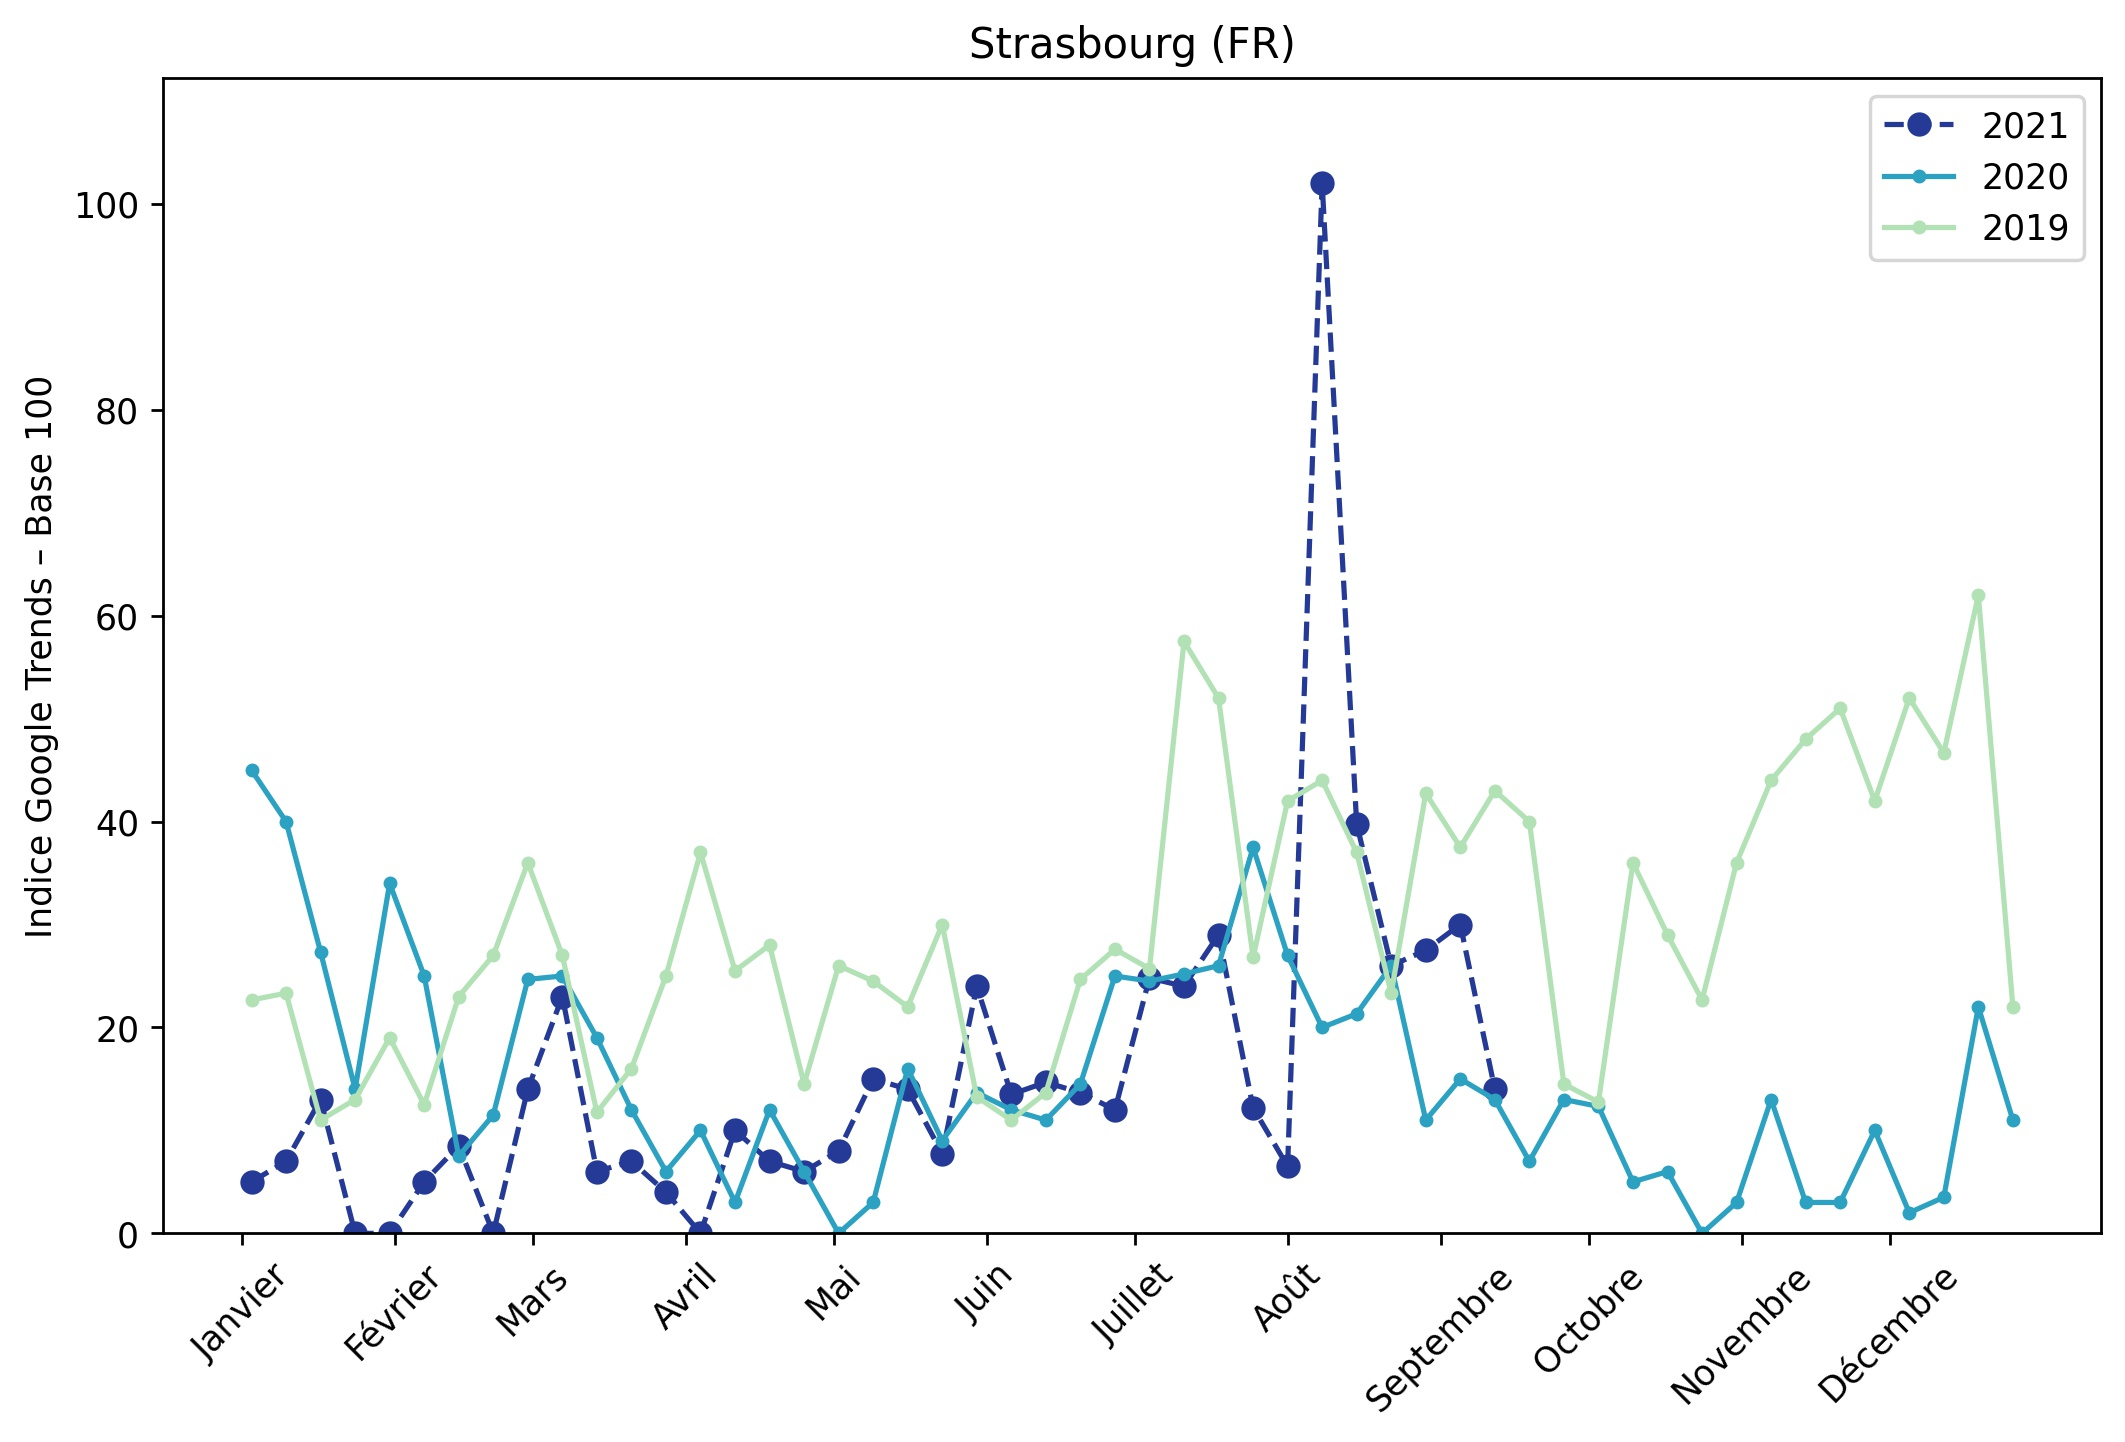 Strasbourg (FR)
Indice Google Trends – Base 100
100
80
60
40
20
0
2021
2020
2019
Janvier
Février
Mars
Avril
Mai
Juin
Juillet
Août
Septembre
Octobre
Novembre
Décembre